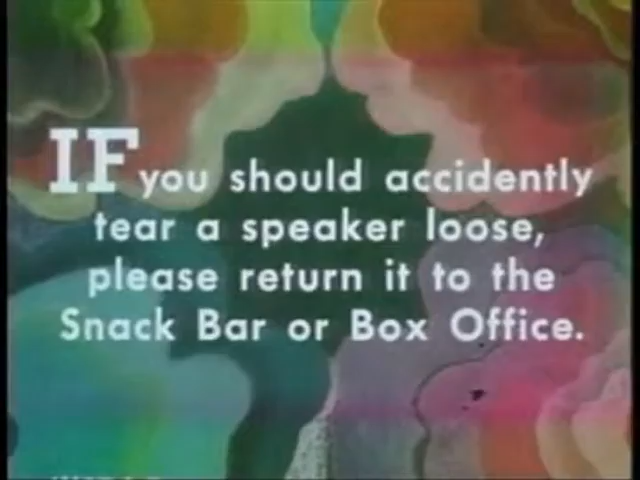 IF you should accidently
tear a speaker loose,
please return it to the
Snack Bar or Box Office.